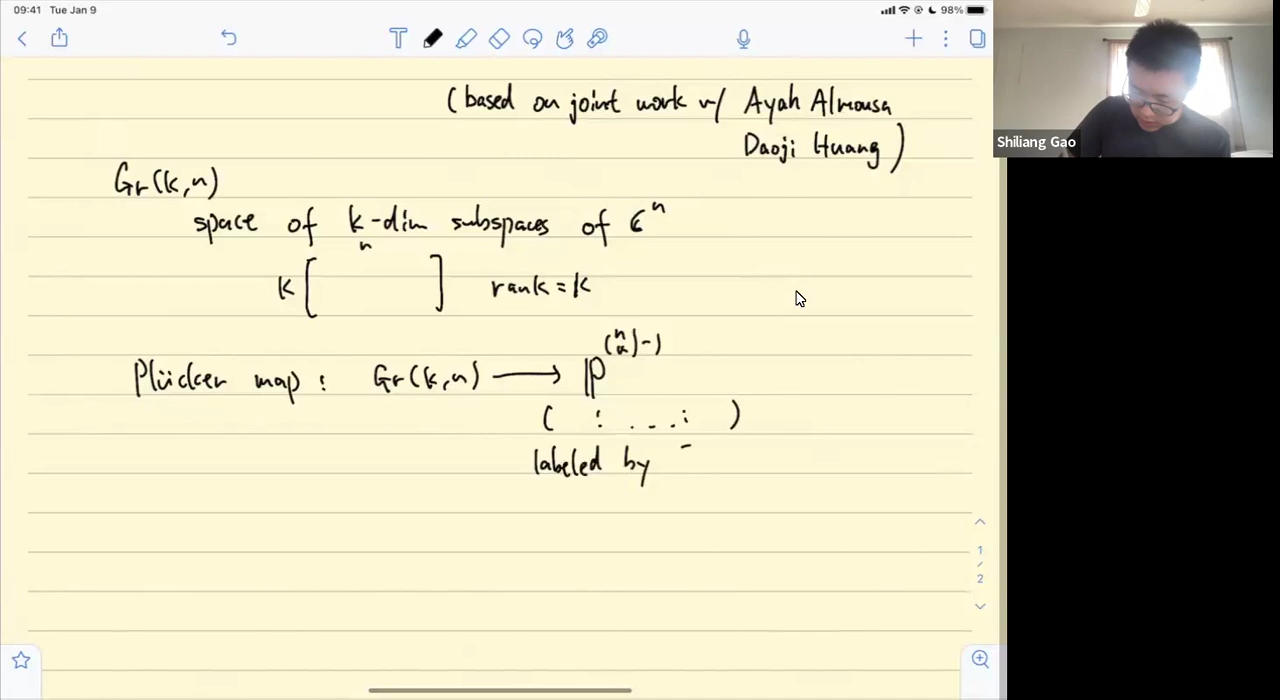 09:41 Tue Jan 9
98%
(based on joint work w/ Ayah Almousa
Daoji Huang)
Gr(k,n)
space of k-dim subspaces of ℂⁿ
n
k [ ] rank = k
Plücker map : Gr(k,n) ⟶ ℙ^(n k)-1
( : ... : )
labeled by
1
/
2
Shiliang Gao